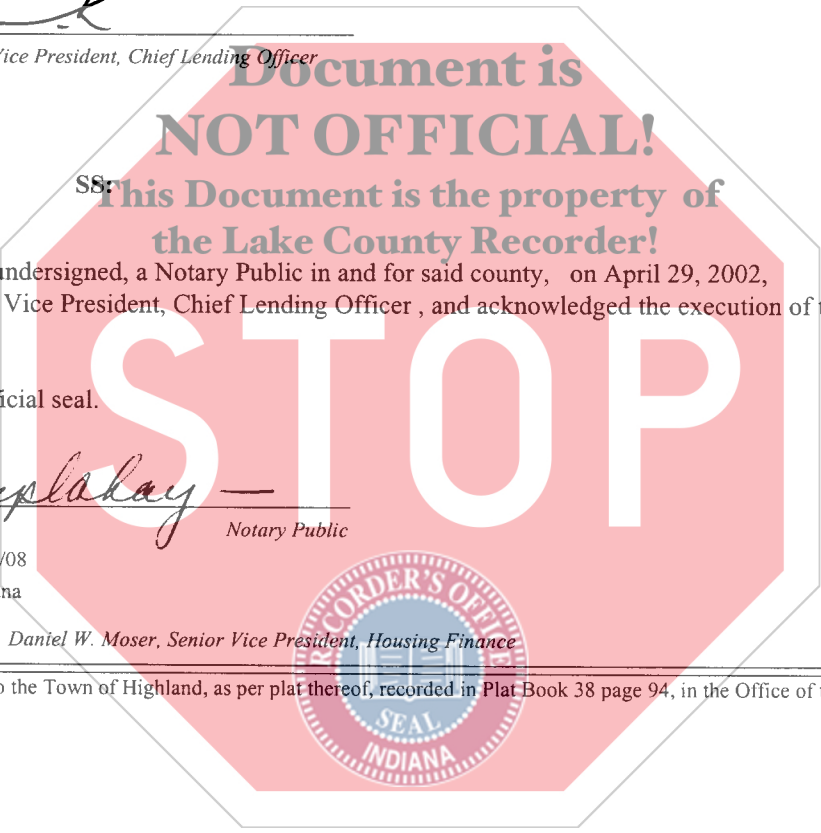 Vice President, Chief Lending Officer
Document is
NOT OFFICIAL!
SS:
This Document is the property of
the Lake County Recorder!
undersigned, a Notary Public in and for said county, on April 29, 2002,
Vice President, Chief Lending Officer , and acknowledged the execution of
STOP
icial seal.
Notary Public
/08
na
RECORDER'S OFFICE
Daniel W. Moser, Senior Vice President, Housing Finance
o the Town of Highland, as per plat thereof, recorded in Plat Book 38 page 94, in the Office of
SEAL
INDIANA